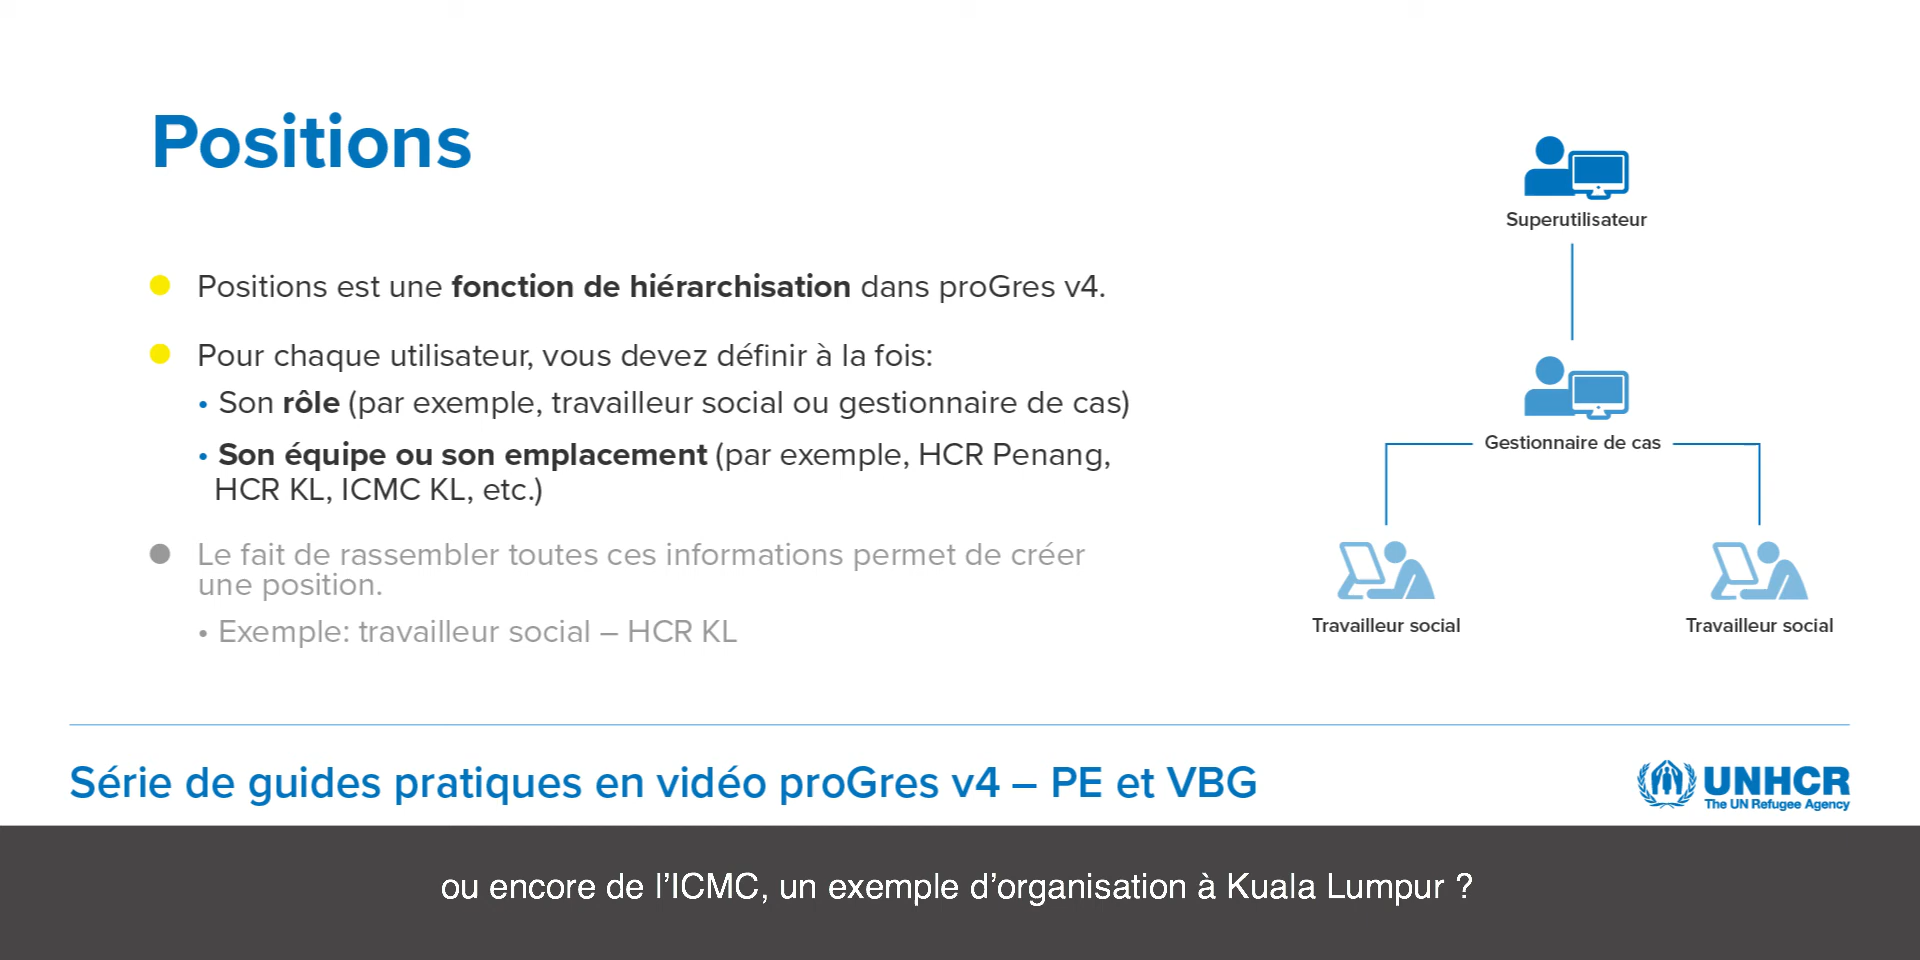 Positions
Positions est une fonction de hiérarchisation dans proGres v4.
Pour chaque utilisateur, vous devez définir à la fois:
• Son rôle (par exemple, travailleur social ou gestionnaire de cas)
• Son équipe ou son emplacement (par exemple, HCR Penang,
HCR KL, ICMC KL, etc.)
Le fait de rassembler toutes ces informations permet de créer
une position.
• Exemple: travailleur social – HCR KL
Superutilisateur
Gestionnaire de cas
Travailleur social
Travailleur social
Série de guides pratiques en vidéo proGres v4 – PE et VBG
UNHCR
The UN Refugee Agency
ou encore de l’ICMC, un exemple d’organisation à Kuala Lumpur ?